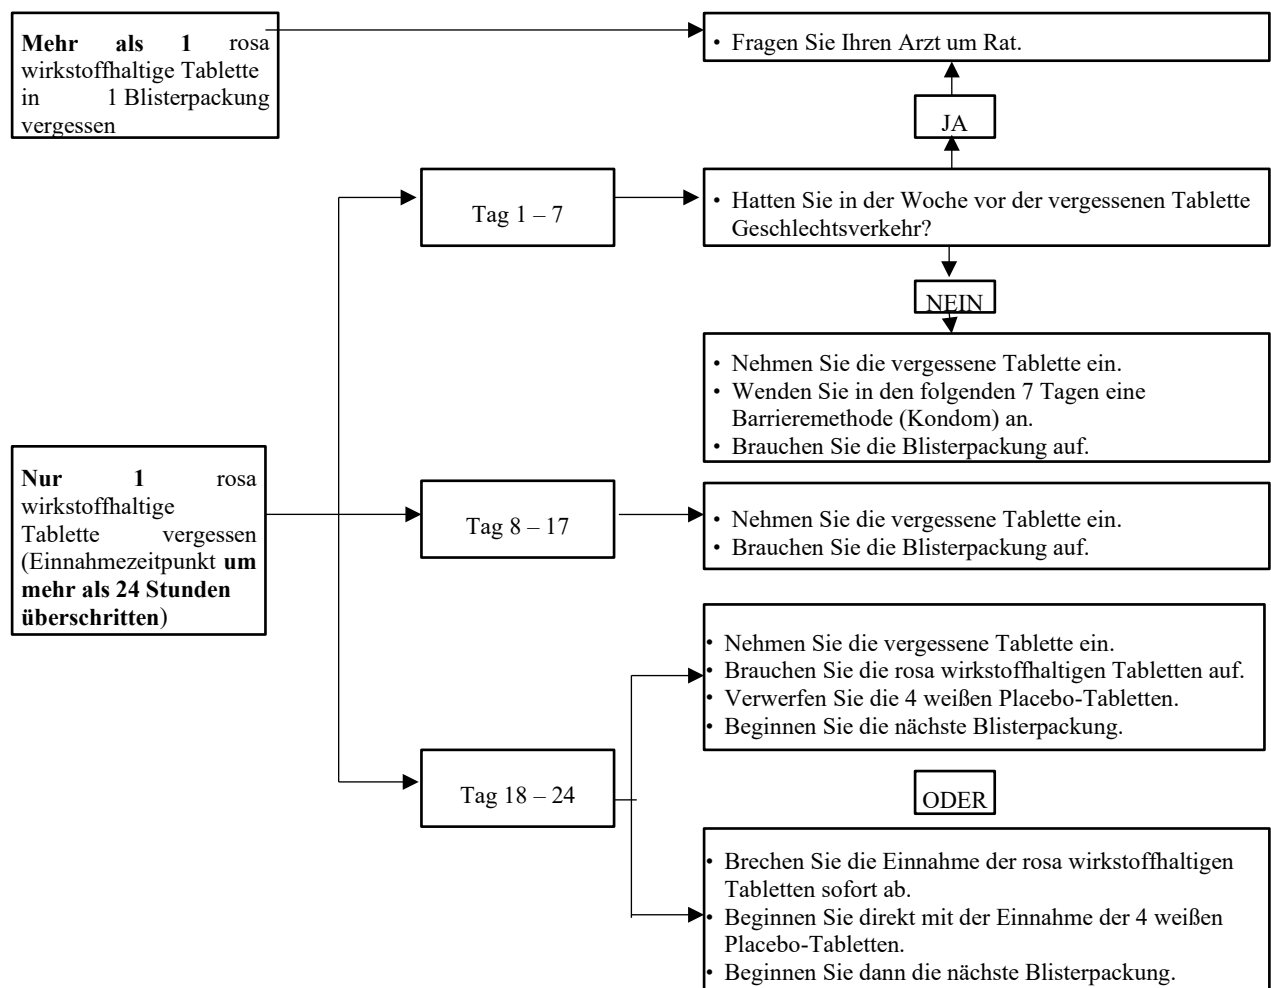 Mehr als 1 rosa
wirkstoffhaltige Tablette
in 1 Blisterpackung
vergessen
• Fragen Sie Ihren Arzt um Rat.
JA
Tag 1 – 7
• Hatten Sie in der Woche vor der vergessenen Tablette
Geschlechtsverkehr?
NEIN
• Nehmen Sie die vergessene Tablette ein.
• Wenden Sie in den folgenden 7 Tagen eine
Barrieremethode (Kondom) an.
• Brauchen Sie die Blisterpackung auf.
Nur 1 rosa
wirkstoffhaltige
Tablette vergessen
(Einnahmezeitpunkt um
mehr als 24 Stunden
überschritten)
Tag 8 – 17
• Nehmen Sie die vergessene Tablette ein.
• Brauchen Sie die Blisterpackung auf.
Tag 18 – 24
• Nehmen Sie die vergessene Tablette ein.
• Brauchen Sie die rosa wirkstoffhaltigen Tabletten auf.
• Verwerfen Sie die 4 weißen Placebo-Tabletten.
• Beginnen Sie die nächste Blisterpackung.
ODER
• Brechen Sie die Einnahme der rosa wirkstoffhaltigen
Tabletten sofort ab.
• Beginnen Sie direkt mit der Einnahme der 4 weißen
Placebo-Tabletten.
• Beginnen Sie dann die nächste Blisterpackung.